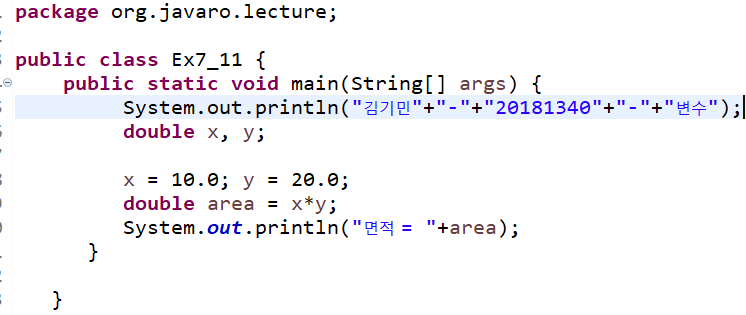 package org.javaro.lecture;
public class Ex7_11 {
public static void main(String[] args) {
System.out.println("김기민"+"-"+"20181340"+"-"+"변수");
double x, y;
x = 10.0; y = 20.0;
double area = x*y;
System.out.println("면적 = "+area);
}
}